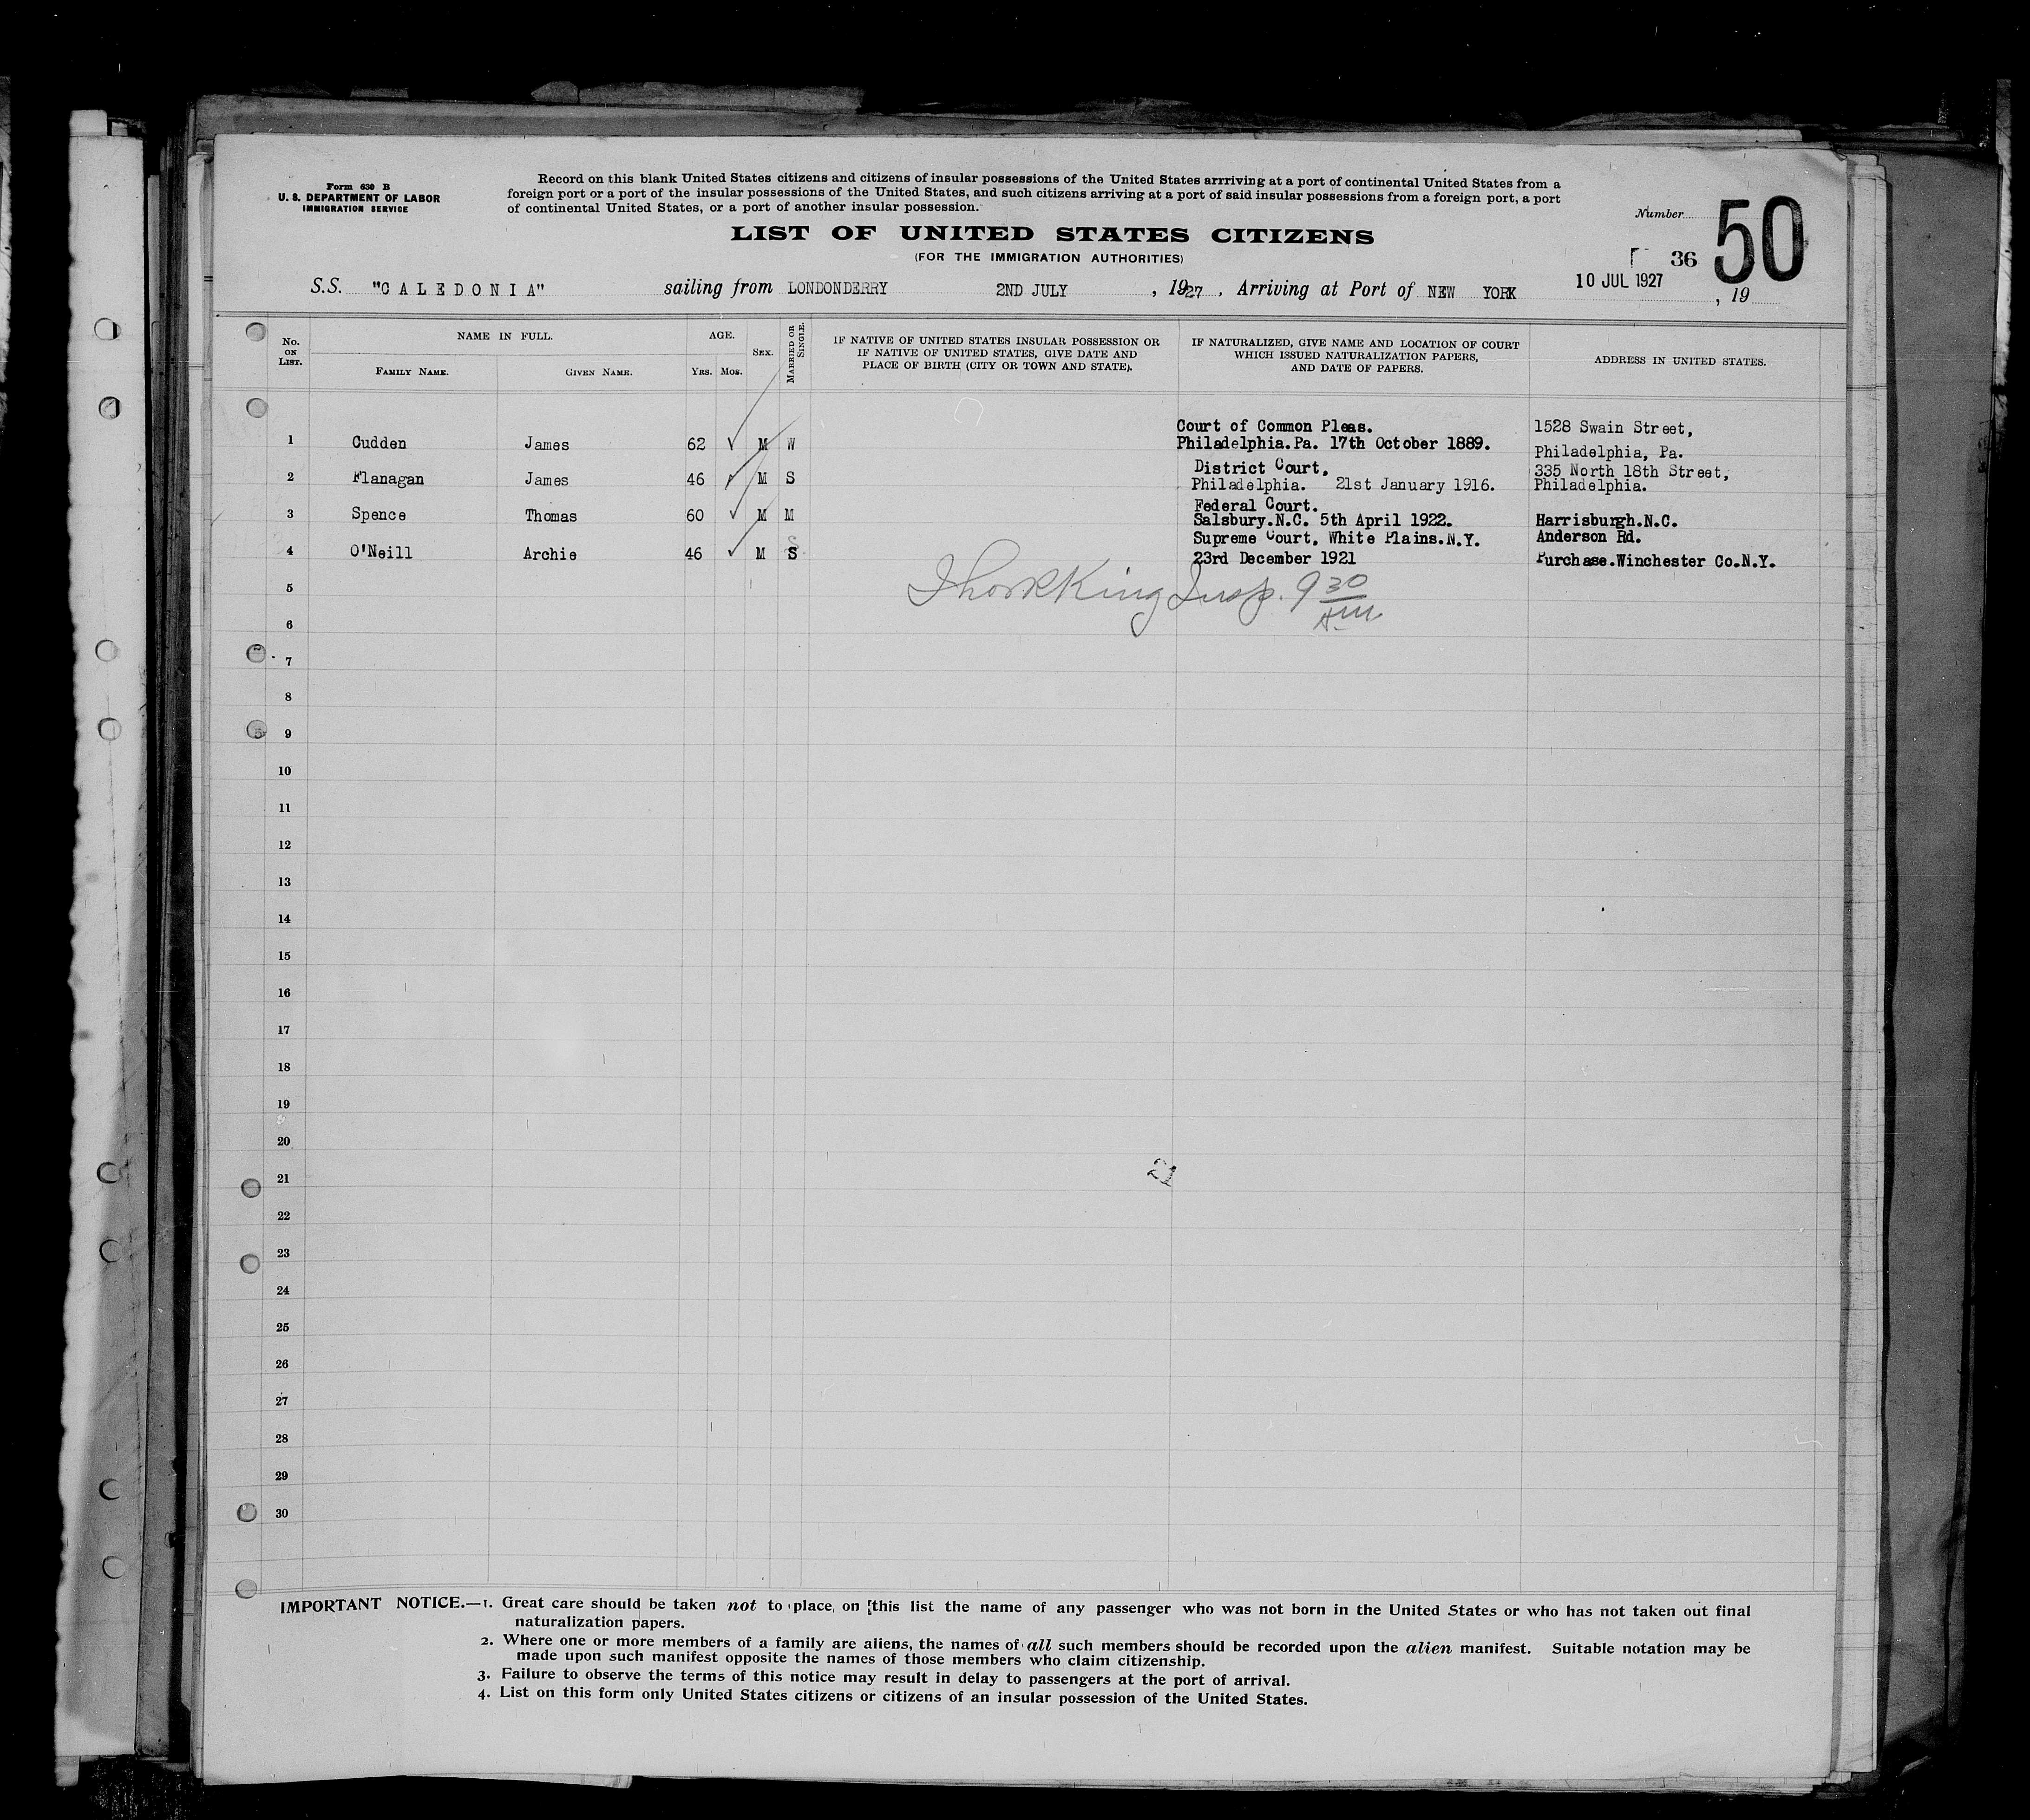 Form 630 B
U. S. DEPARTMENT OF LABOR
IMMIGRATION SERVICE
Record on this blank United States citizens and citizens of insular possessions of the United States arrriving at a port of continental United States from a
foreign port or a port of the insular possessions of the United States, and such citizens arriving at a port of said insular possessions from a foreign port, a port
of continental United States, or a port of another insular possession.
Number 50
LIST OF UNITED STATES CITIZENS
(FOR THE IMMIGRATION AUTHORITIES)
36
S.S. "CALEDONIA" sailing from LONDONDERRY 2ND JULY, 1927, Arriving at Port of NEW YORK 10 JUL 1927, 19
No. ON LIST.
NAME IN FULL.
FAMILY NAME.
GIVEN NAME.
AGE.
YRS. MOS.
SEX.
MARRIED OR SINGLE.
IF NATIVE OF UNITED STATES INSULAR POSSESSION OR
IF NATIVE OF UNITED STATES, GIVE DATE AND
PLACE OF BIRTH (CITY OR TOWN AND STATE).
IF NATURALIZED, GIVE NAME AND LOCATION OF COURT
WHICH ISSUED NATURALIZATION PAPERS,
AND DATE OF PAPERS.
ADDRESS IN UNITED STATES.
Court of Common Pleas. 1528 Swain Street,
1 Cudden James 62 M W Philadelphia.Pa. 17th October 1889. Philadelphia, Pa.
District Court. 335 North 18th Street,
2 Flanagan James 46 M S Philadelphia. 21st January 1916. Philadelphia.
Federal Court.
3 Spence Thomas 60 M M Salsbury.N.C. 5th April 1922. Harrisburgh.N.C.
Supreme Court, White Plains.N.Y. Anderson Rd.
4 O'Neill Archie 46 M S 23rd December 1921 Purchase.Winchester Co.N.Y.
King Insp. 9 30 AM
5
6
7
8
9
10
11
12
13
14
15
16
17
18
19
20
21
21
22
23
24
25
26
27
28
29
30
IMPORTANT NOTICE.—1. Great care should be taken not to place on this list the name of any passenger who was not born in the United States or who has not taken out final
naturalization papers.
2. Where one or more members of a family are aliens, the names of all such members should be recorded upon the alien manifest. Suitable notation may be
made upon such manifest opposite the names of those members who claim citizenship.
3. Failure to observe the terms of this notice may result in delay to passengers at the port of arrival.
4. List on this form only United States citizens or citizens of an insular possession of the United States.